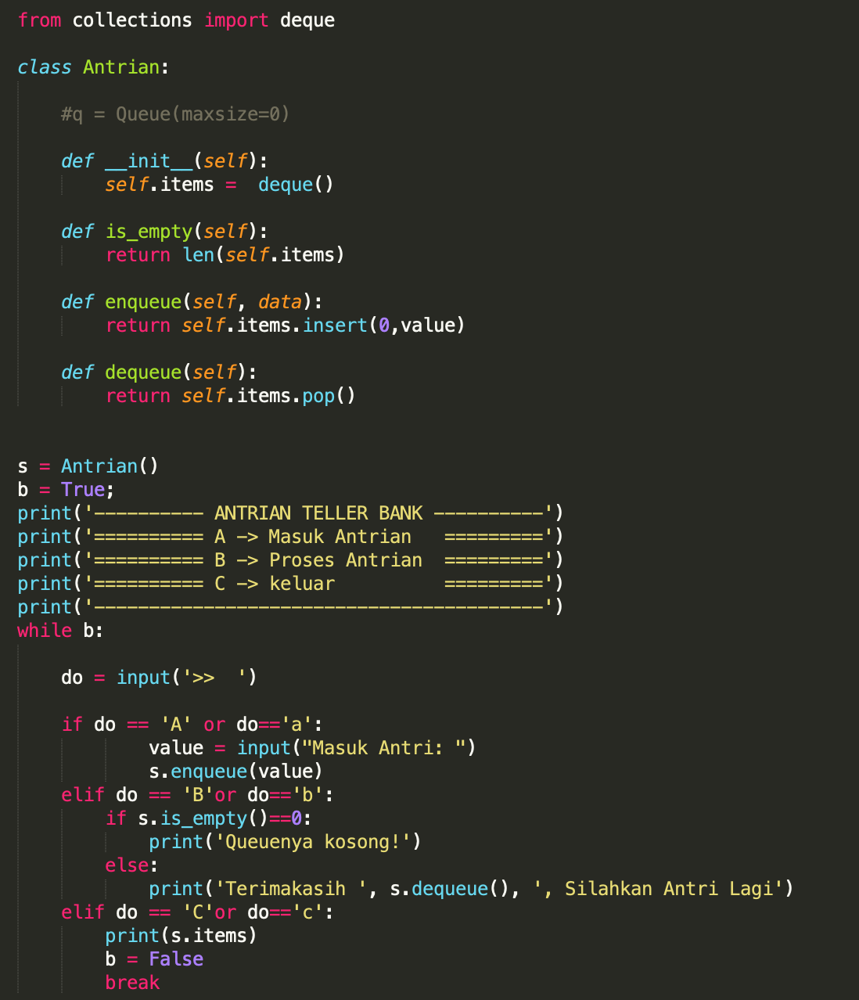 from collections import deque
class Antrian:
    #q = Queue(maxsize=0)
    def __init__(self):
        self.items =  deque()
    def is_empty(self):
        return len(self.items)
    def enqueue(self, data):
        return self.items.insert(0,value)
    def dequeue(self):
        return self.items.pop()
s = Antrian()
b = True;
print('---------- ANTRIAN TELLER BANK ----------')
print('========== A -> Masuk Antrian   =========')
print('========== B -> Proses Antrian  =========')
print('========== C -> keluar          =========')
print('-----------------------------------------')
while b:
    do = input('>>  ')
    if do == 'A' or do=='a':
            value = input("Masuk Antri: ")
            s.enqueue(value)
    elif do == 'B'or do=='b':
        if s.is_empty()==0:
            print('Queuenya kosong!')
        else:
            print('Terimakasih ', s.dequeue(), ', Silahkan Antri Lagi')
    elif do == 'C'or do=='c':
        print(s.items)
        b = False
        break